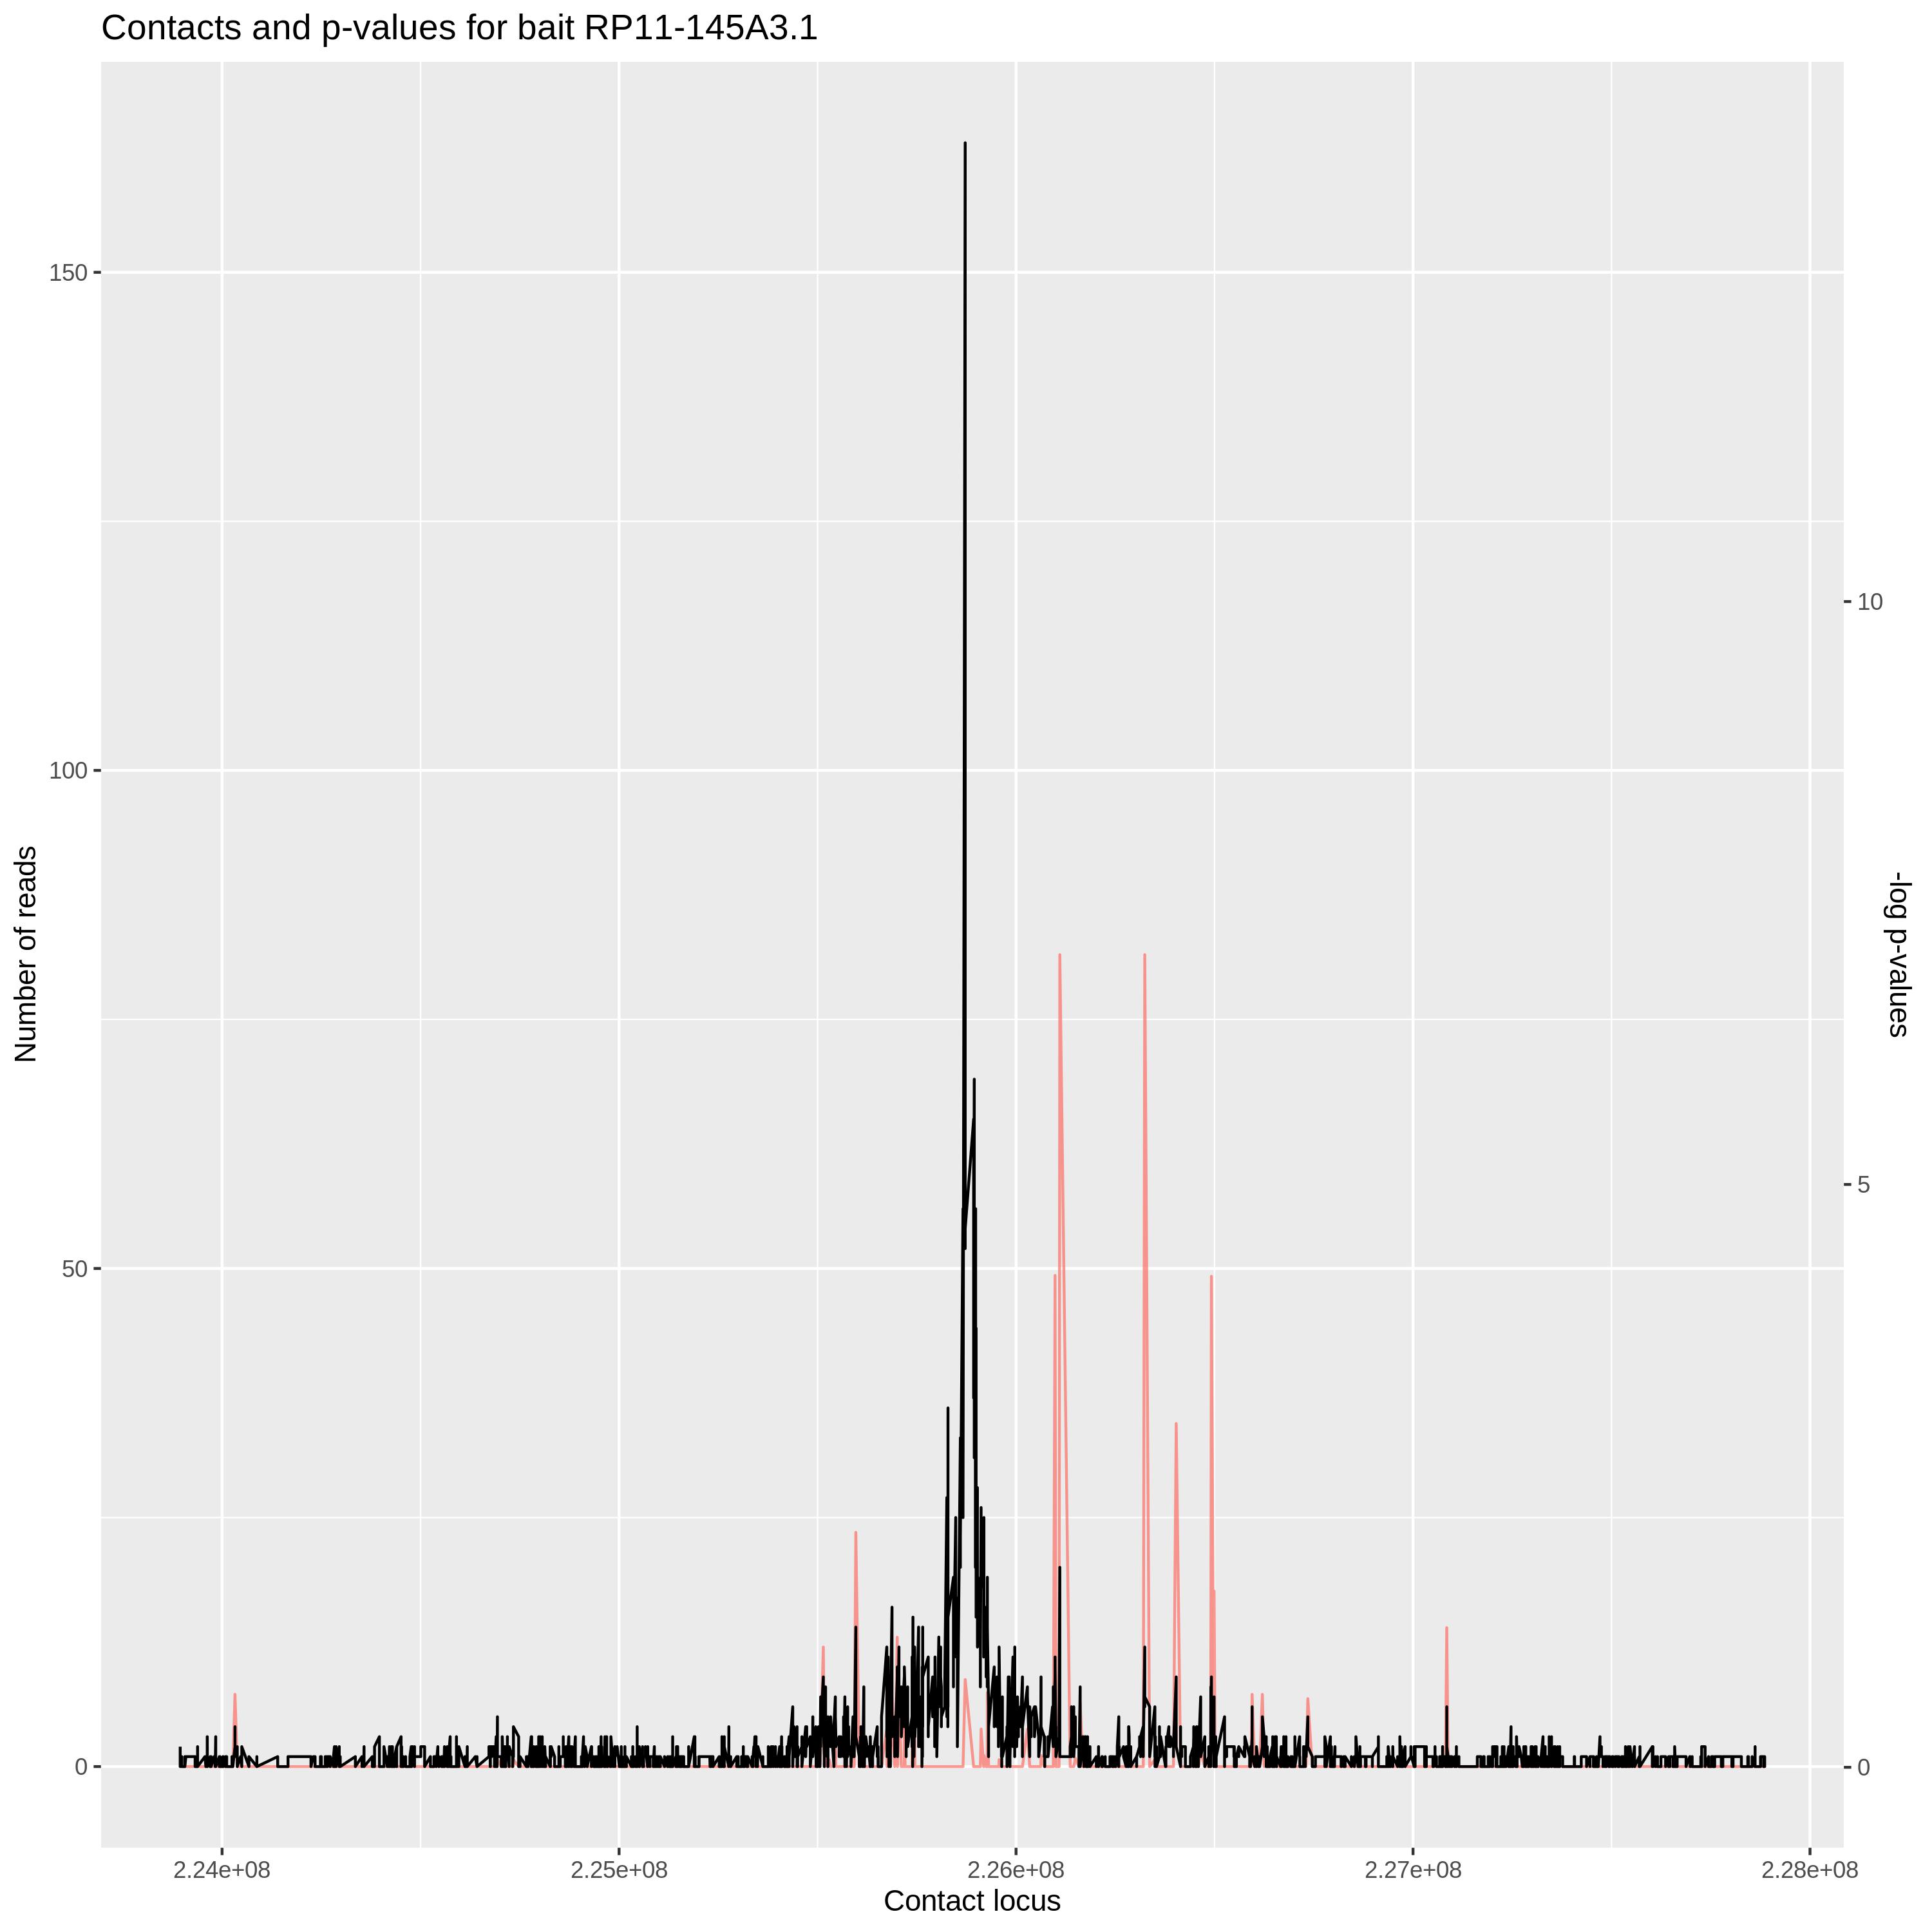 Contacts and p-values for bait RP11-145A3.1
150
100
50
0
10
5
0
Number of reads
-log p-values
2.24e+08 2.25e+08 2.26e+08 2.27e+08 2.28e+08
Contact locus